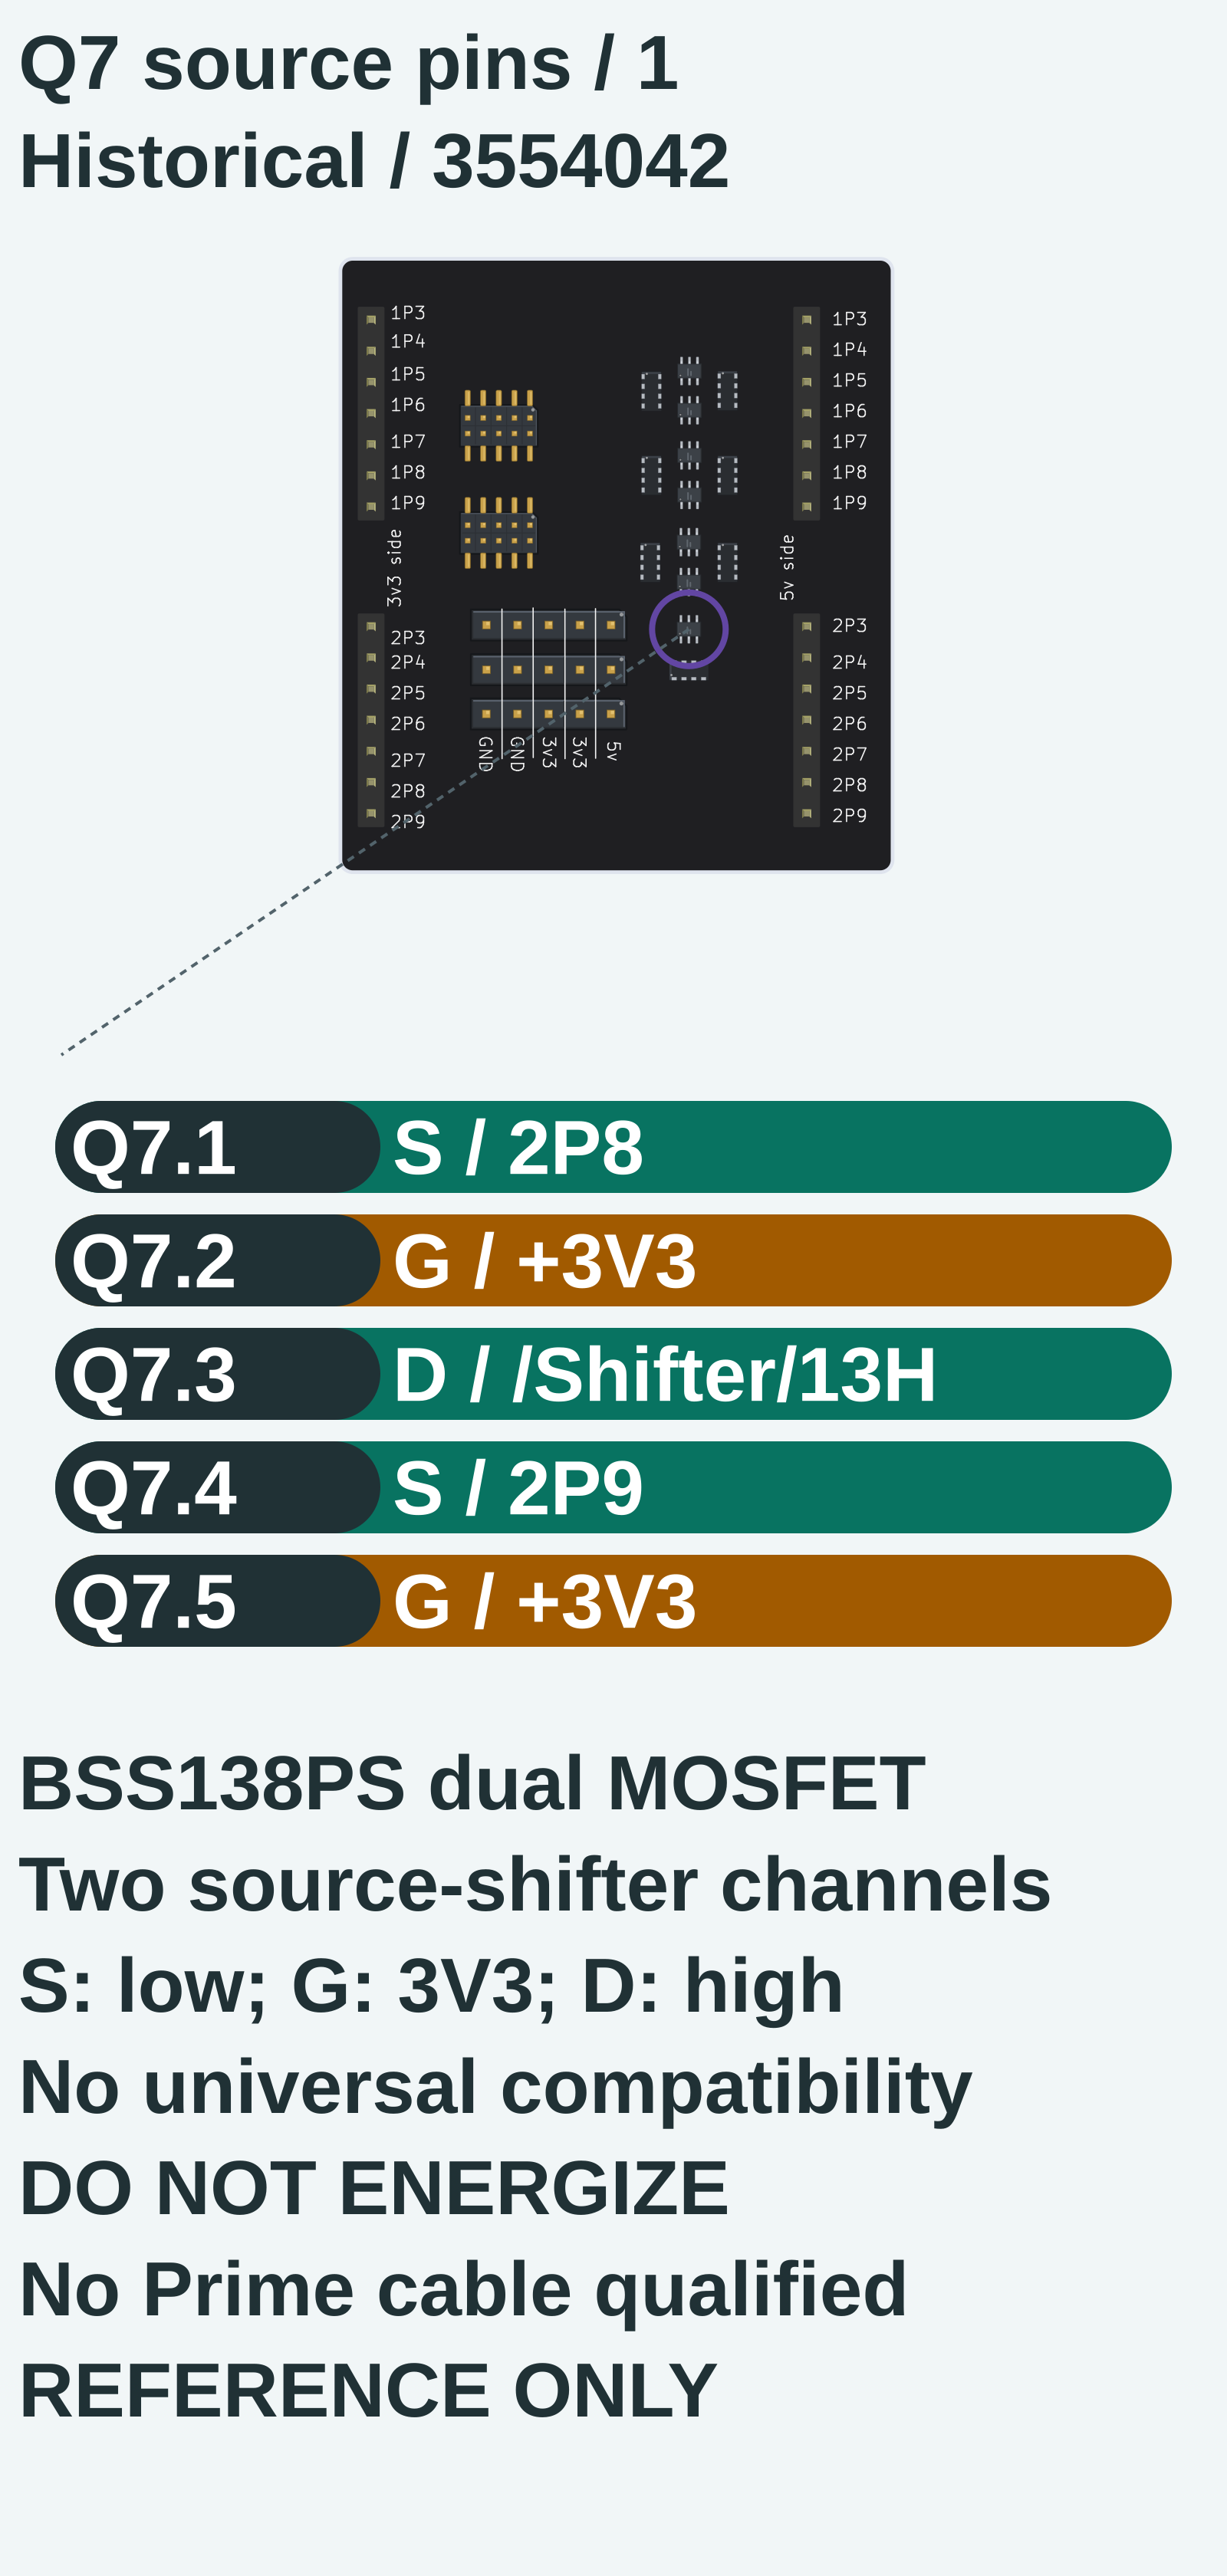 Q7 source pins / 1
Historical / 3554042
1P3
1P4
1P5
1P6
1P7
1P8
1P9
3v3 side
2P3
2P4
2P5
2P6
2P7
2P8
2P9
GND
GND
3v3
3v3
5v
1P3
1P4
1P5
1P6
1P7
1P8
1P9
5v side
2P3
2P4
2P5
2P6
2P7
2P8
2P9
Q7.1 S / 2P8
Q7.2 G / +3V3
Q7.3 D / /Shifter/13H
Q7.4 S / 2P9
Q7.5 G / +3V3
BSS138PS dual MOSFET
Two source-shifter channels
S: low; G: 3V3; D: high
No universal compatibility
DO NOT ENERGIZE
No Prime cable qualified
REFERENCE ONLY